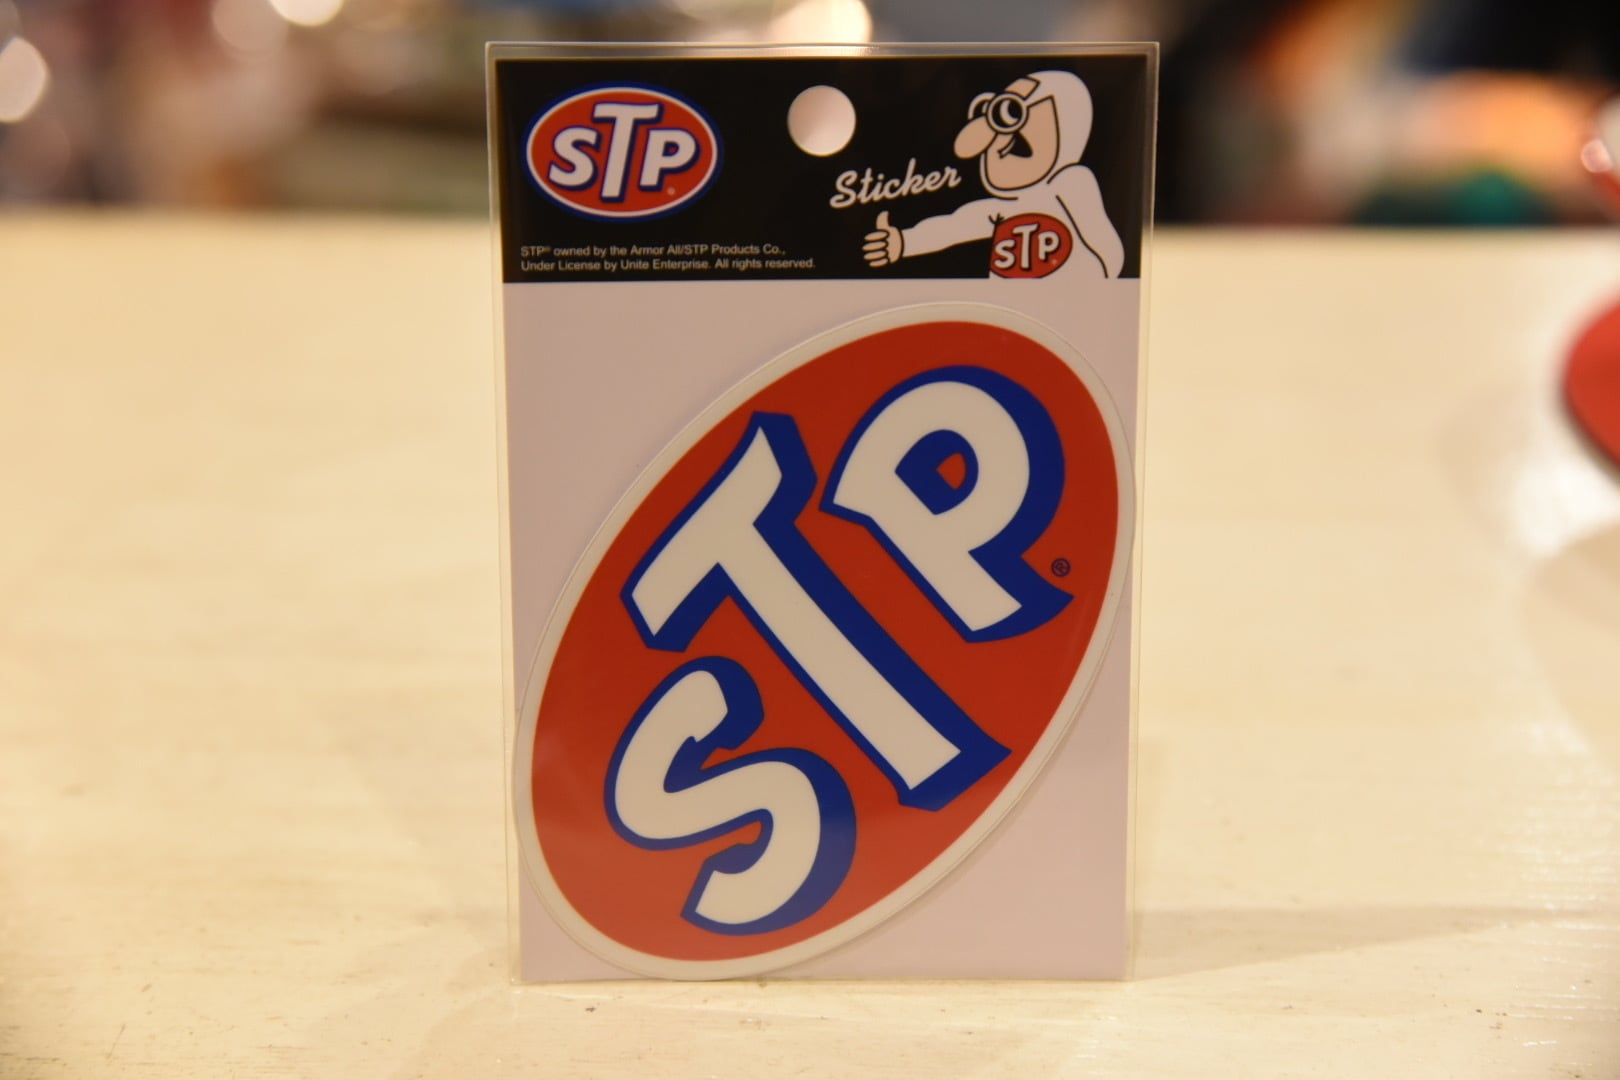 STP®
Sticker
STP
STP® owned by the Armor All/STP Products Co.,
Under License by Unite Enterprise. All rights reserved.
STP®